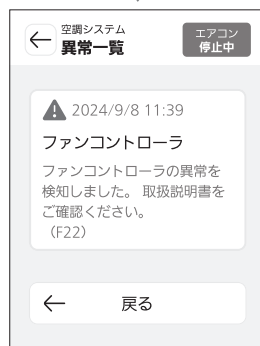 空調システム
異常一覧
エアコン
停止中
2024/9/8 11:39
ファンコントローラ
ファンコントローラの異常を
検知しました。 取扱説明書を
ご確認ください。
（F22）
戻る